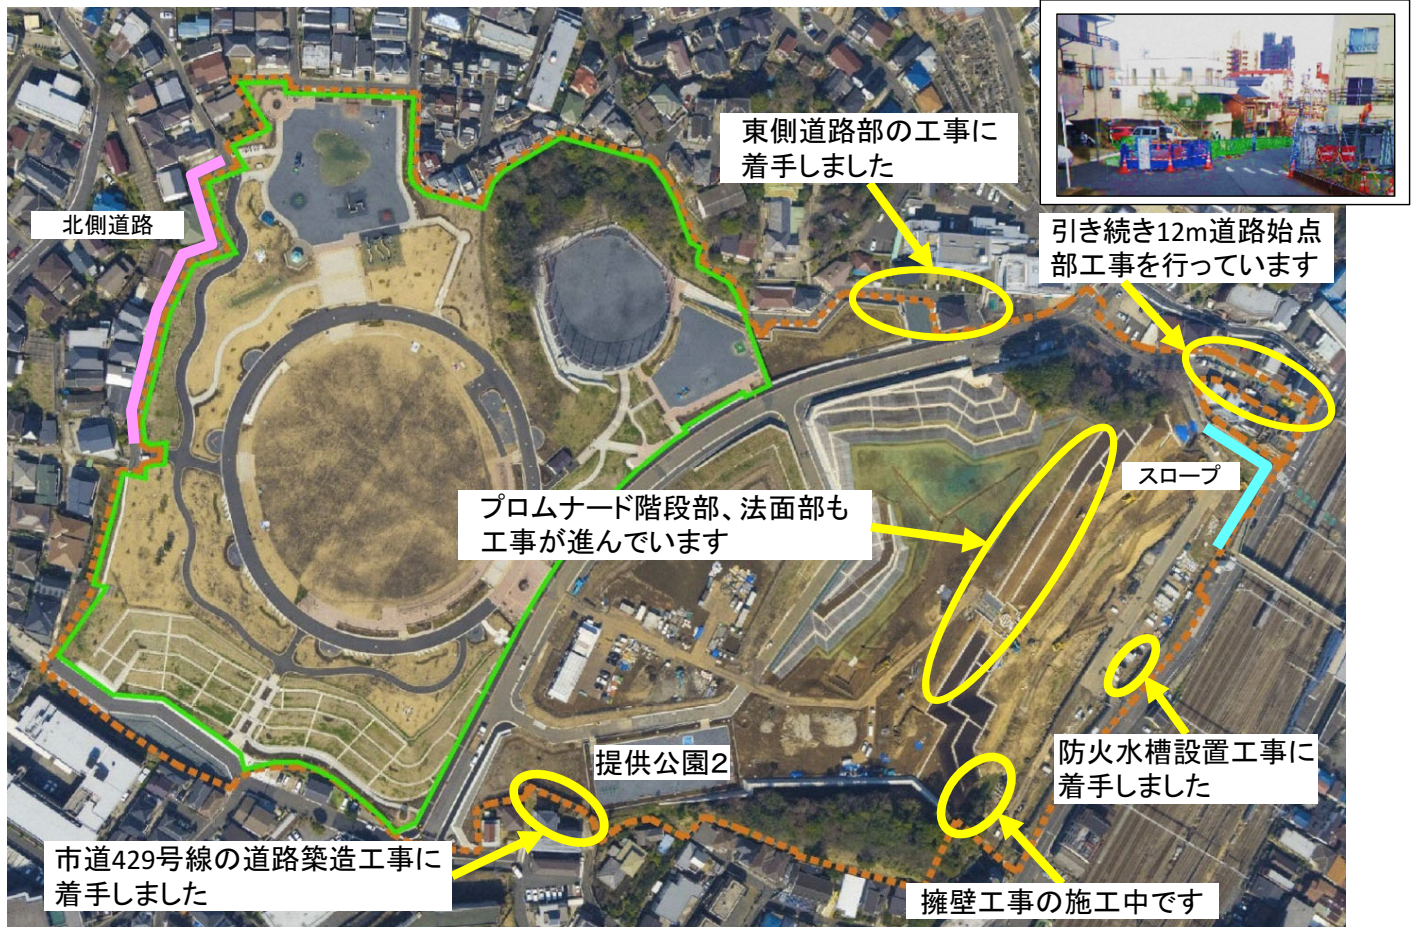 東側道路部の工事に
着手しました
北側道路
引き続き12m道路始点
部工事を行っています
スロープ
プロムナード階段部、法面部も
工事が進んでいます
提供公園2
防火水槽設置工事に
着手しました
市道429号線の道路築造工事に
着手しました
擁壁工事の施工中です